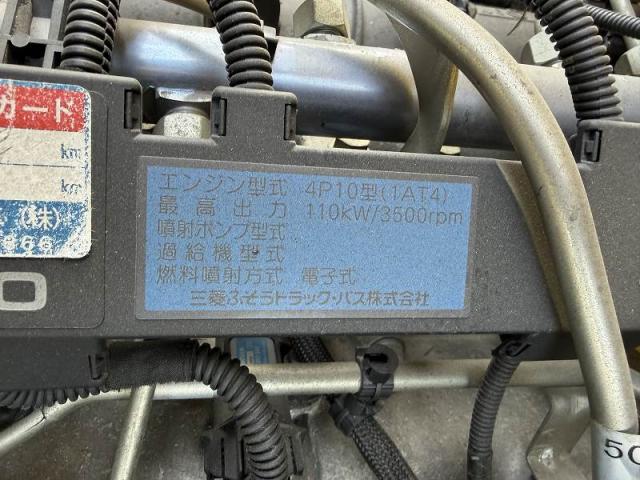 ガード
km
km
(株)
エンジン型式 4P10型(1AT4)
最高出力 110kW/3500rpm
噴射ポンプ型式
過給機型式
燃料噴射方式 電子式
三菱ふそうトラック・バス株式会社